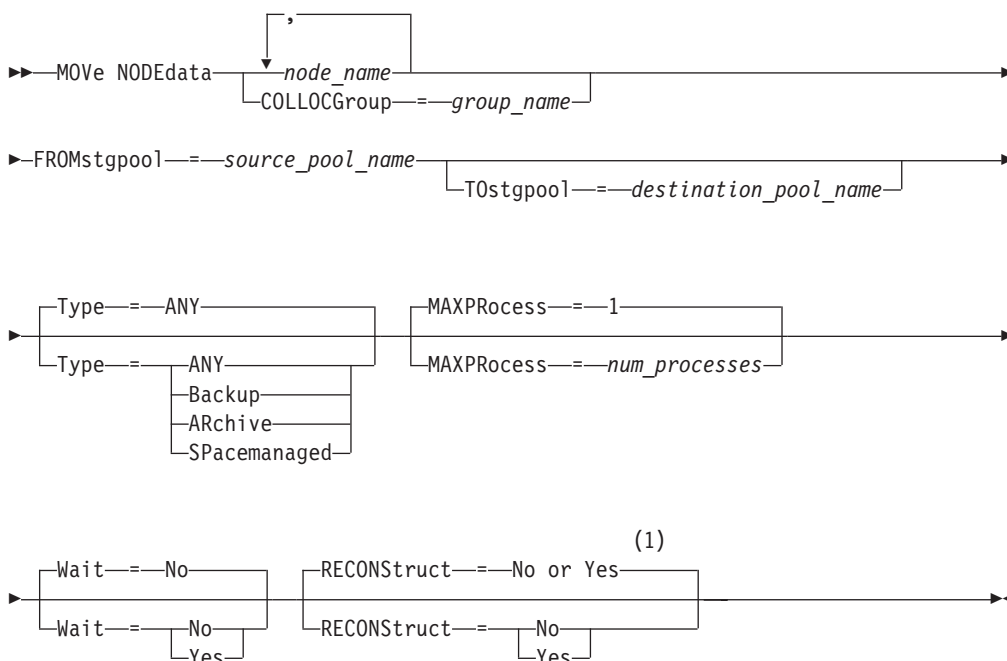 ,
MOVe NODEdata node_name
COLLOCGroup = group_name
FROMstgpool = source_pool_name
TOstgpool = destination_pool_name
Type = ANY MAXPRocess = 1
Type = ANY MAXPRocess = num_processes
Backup
ARchive
SPacemanaged
(1)
Wait = No RECONStruct = No or Yes
Wait = No RECONStruct = No
Yes Yes